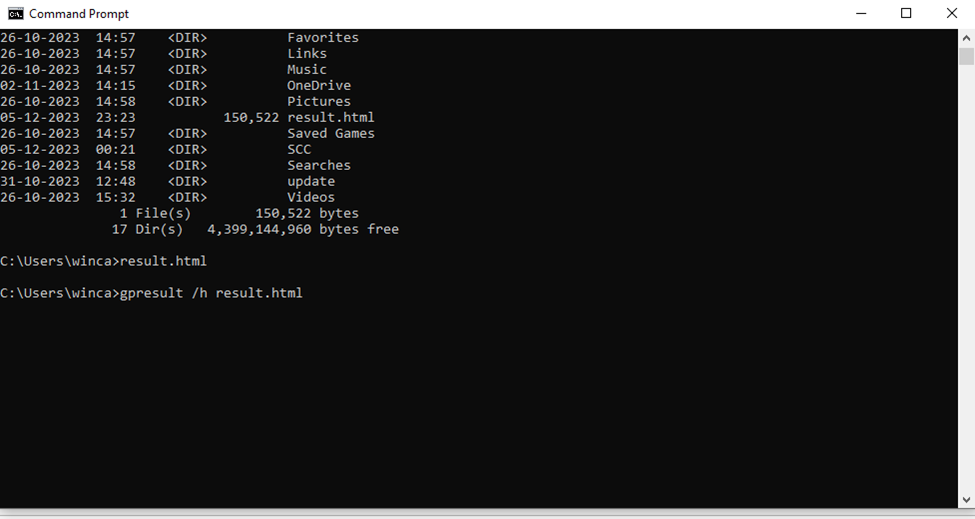 Command Prompt
26-10-2023  14:57    <DIR>          Favorites
26-10-2023  14:57    <DIR>          Links
26-10-2023  14:57    <DIR>          Music
02-11-2023  14:15    <DIR>          OneDrive
26-10-2023  14:58    <DIR>          Pictures
05-12-2023  23:23           150,522 result.html
26-10-2023  14:57    <DIR>          Saved Games
05-12-2023  00:21    <DIR>          SCC
26-10-2023  14:58    <DIR>          Searches
31-10-2023  12:48    <DIR>          update
26-10-2023  15:32    <DIR>          Videos
               1 File(s)        150,522 bytes
              17 Dir(s)   4,399,144,960 bytes free
C:\Users\winca>result.html
C:\Users\winca>gpresult /h result.html